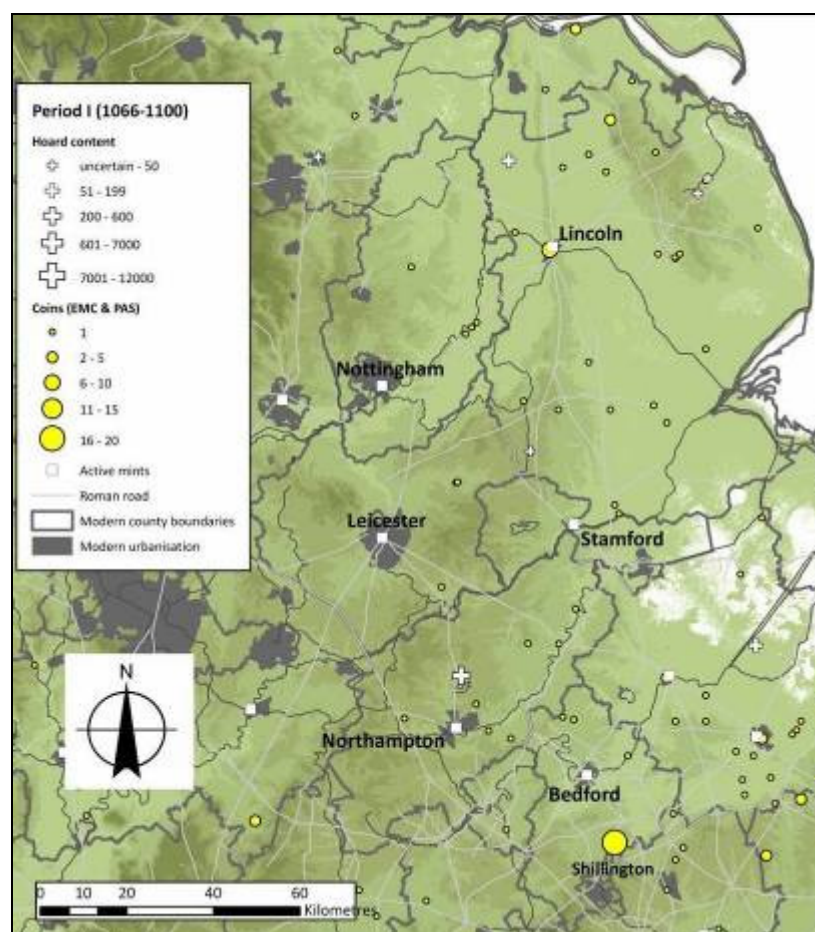 Period I (1066-1100)
Hoard content
uncertain - 50
51 - 199
200 - 600
601 - 7000
7001 - 12000
Coins (EMC & PAS)
1
2 - 5
6 - 10
11 - 15
16 - 20
Active mints
Roman road
Modern county boundaries
Modern urbanisation
Lincoln
Nottingham
Leicester
Stamford
N
Northampton
Bedford
Shillington
0 10 20 40 60
Kilometres